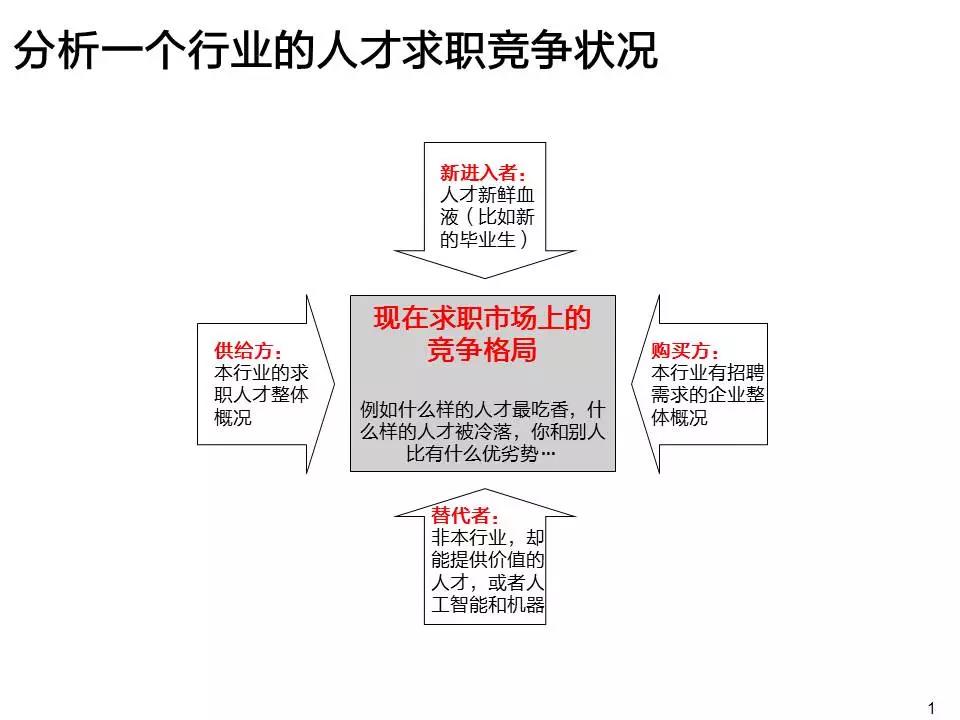 分析一个行业的人才求职竞争状况
新进入者：
人才新鲜血
液（比如新
的毕业生）
供给方：
本行业的求
职人才整体
概况
现在求职市场上的
竞争格局
例如什么样的人才最吃香，什
么样的人才被冷落，你和别人
比有什么优劣势…
购买方：
本行业有招聘
需求的企业整
体概况
替代者：
非本行业，却
能提供价值的
人才，或者人
工智能和机器
1